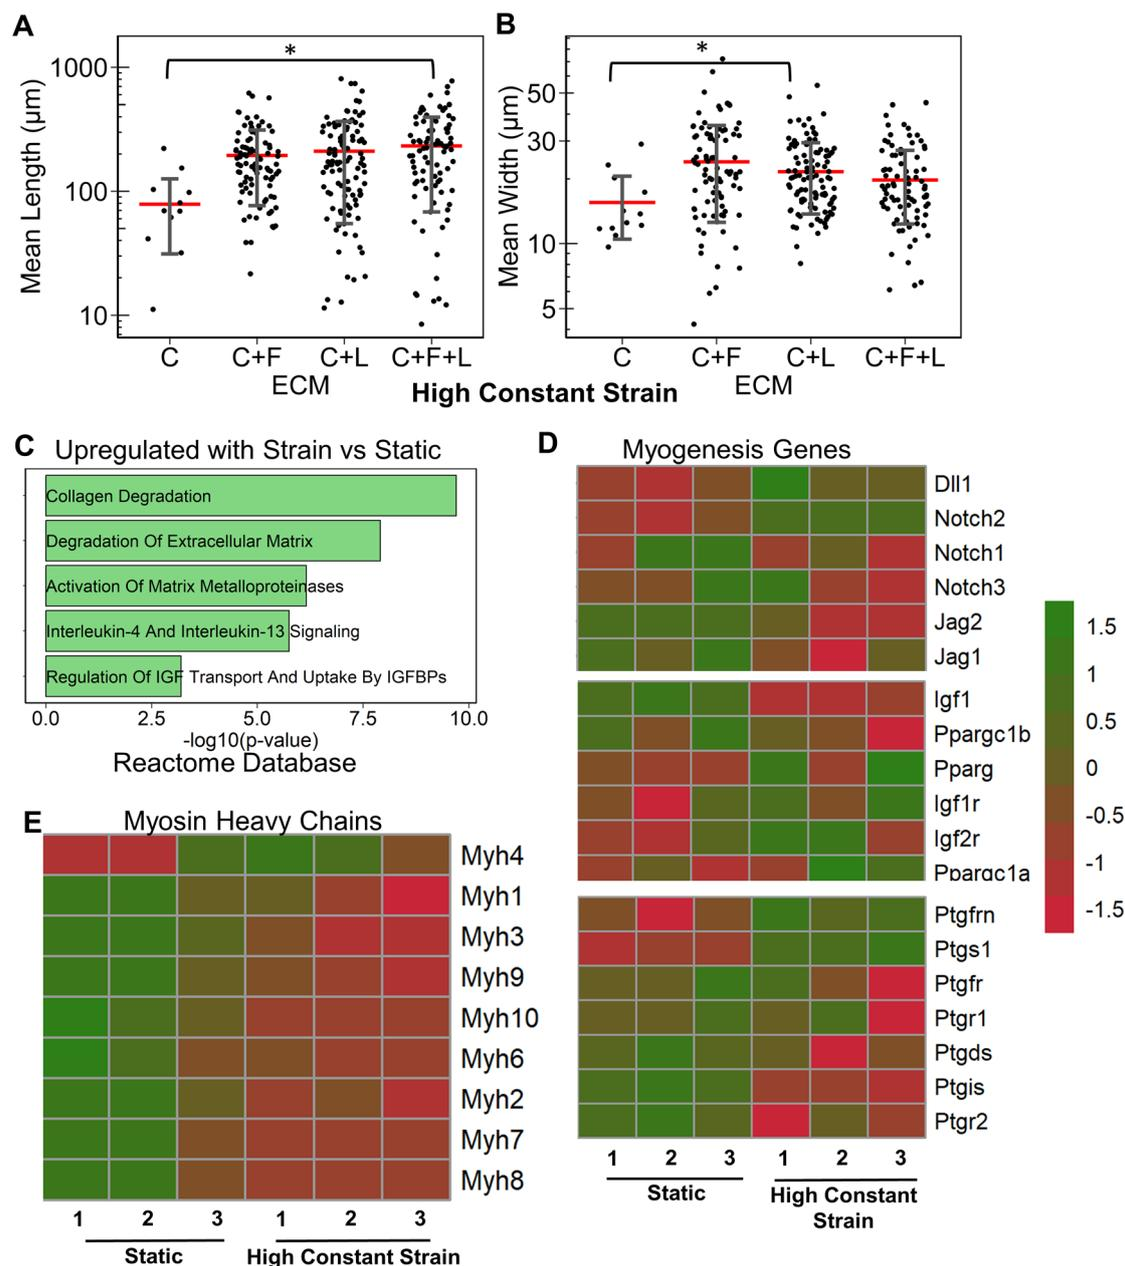 A
B
*
*
Mean Length (µm)
1000
100
10
C
C+F
C+L
C+F+L
ECM
Mean Width (µm)
50
30
10
5
C
C+F
C+L
C+F+L
ECM
High Constant Strain
C
Upregulated with Strain vs Static
Collagen Degradation
Degradation Of Extracellular Matrix
Activation Of Matrix Metalloproteinases
Interleukin-4 And Interleukin-13 Signaling
Regulation Of IGF Transport And Uptake By IGFBPs
0.0
2.5
5.0
7.5
10.0
-log10(p-value)
Reactome Database
D
Myogenesis Genes
Dll1
Notch2
Notch1
Notch3
Jag2
Jag1
Igf1
Ppargc1b
Pparg
Igf1r
Igf2r
Ppargc1a
Ptgfrn
Ptgs1
Ptgfr
Ptgr1
Ptgds
Ptgis
Ptgr2
1
2
3
1
2
3
Static
High Constant
Strain
1.5
1
0.5
0
-0.5
-1
-1.5
E
Myosin Heavy Chains
Myh4
Myh1
Myh3
Myh9
Myh10
Myh6
Myh2
Myh7
Myh8
1
2
3
1
2
3
Static
High Constant Strain